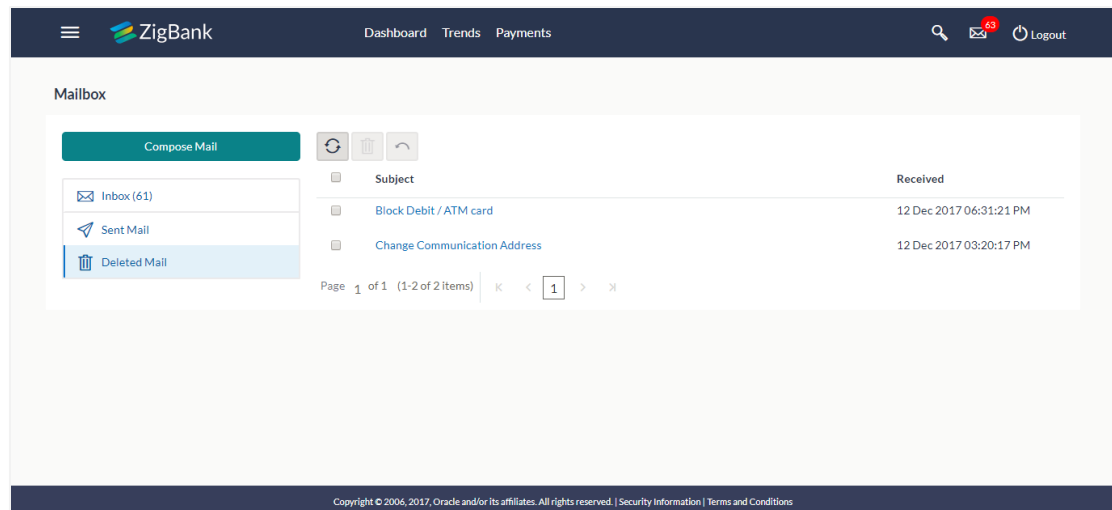 ZigBank Dashboard Trends Payments 63 Logout
Mailbox
Compose Mail
Subject Received
Inbox (61)
Block Debit / ATM card 12 Dec 2017 06:31:21 PM
Sent Mail
Change Communication Address 12 Dec 2017 03:20:17 PM
Deleted Mail
Page 1 of 1 (1-2 of 2 items) K < 1 > Ꞁ
Copyright © 2006, 2017, Oracle and/or its affiliates. All rights reserved. | Security Information | Terms and Conditions